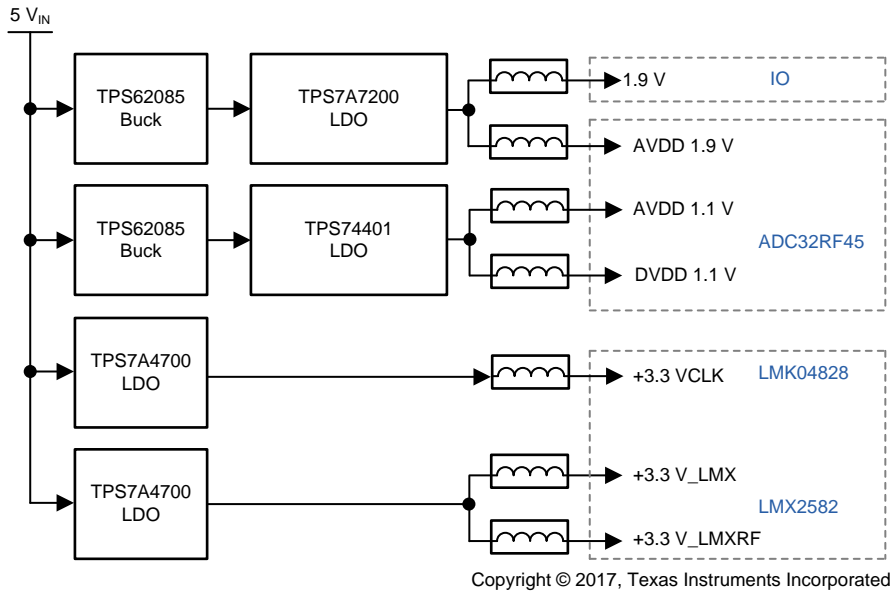 5 VIN
TPS62085
Buck
TPS7A7200
LDO
1.9 V
IO
AVDD 1.9 V
TPS62085
Buck
TPS74401
LDO
AVDD 1.1 V
ADC32RF45
DVDD 1.1 V
TPS7A4700
LDO
+3.3 VCLK
LMK04828
TPS7A4700
LDO
+3.3 V_LMX
LMX2582
+3.3 V_LMXRF
Copyright © 2017, Texas Instruments Incorporated